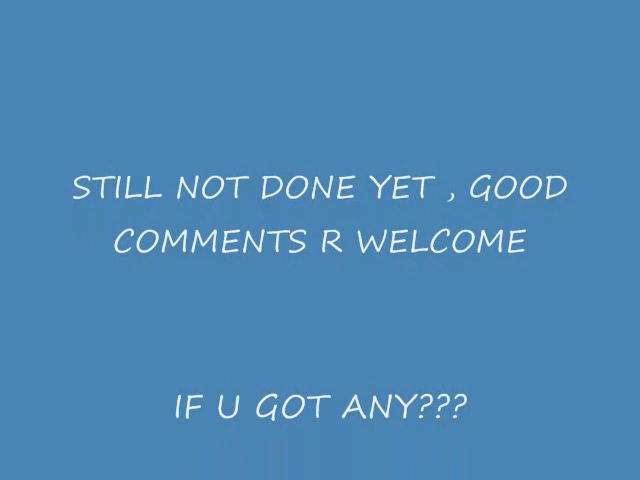 STILL NOT DONE YET , GOOD
COMMENTS R WELCOME
IF U GOT ANY???